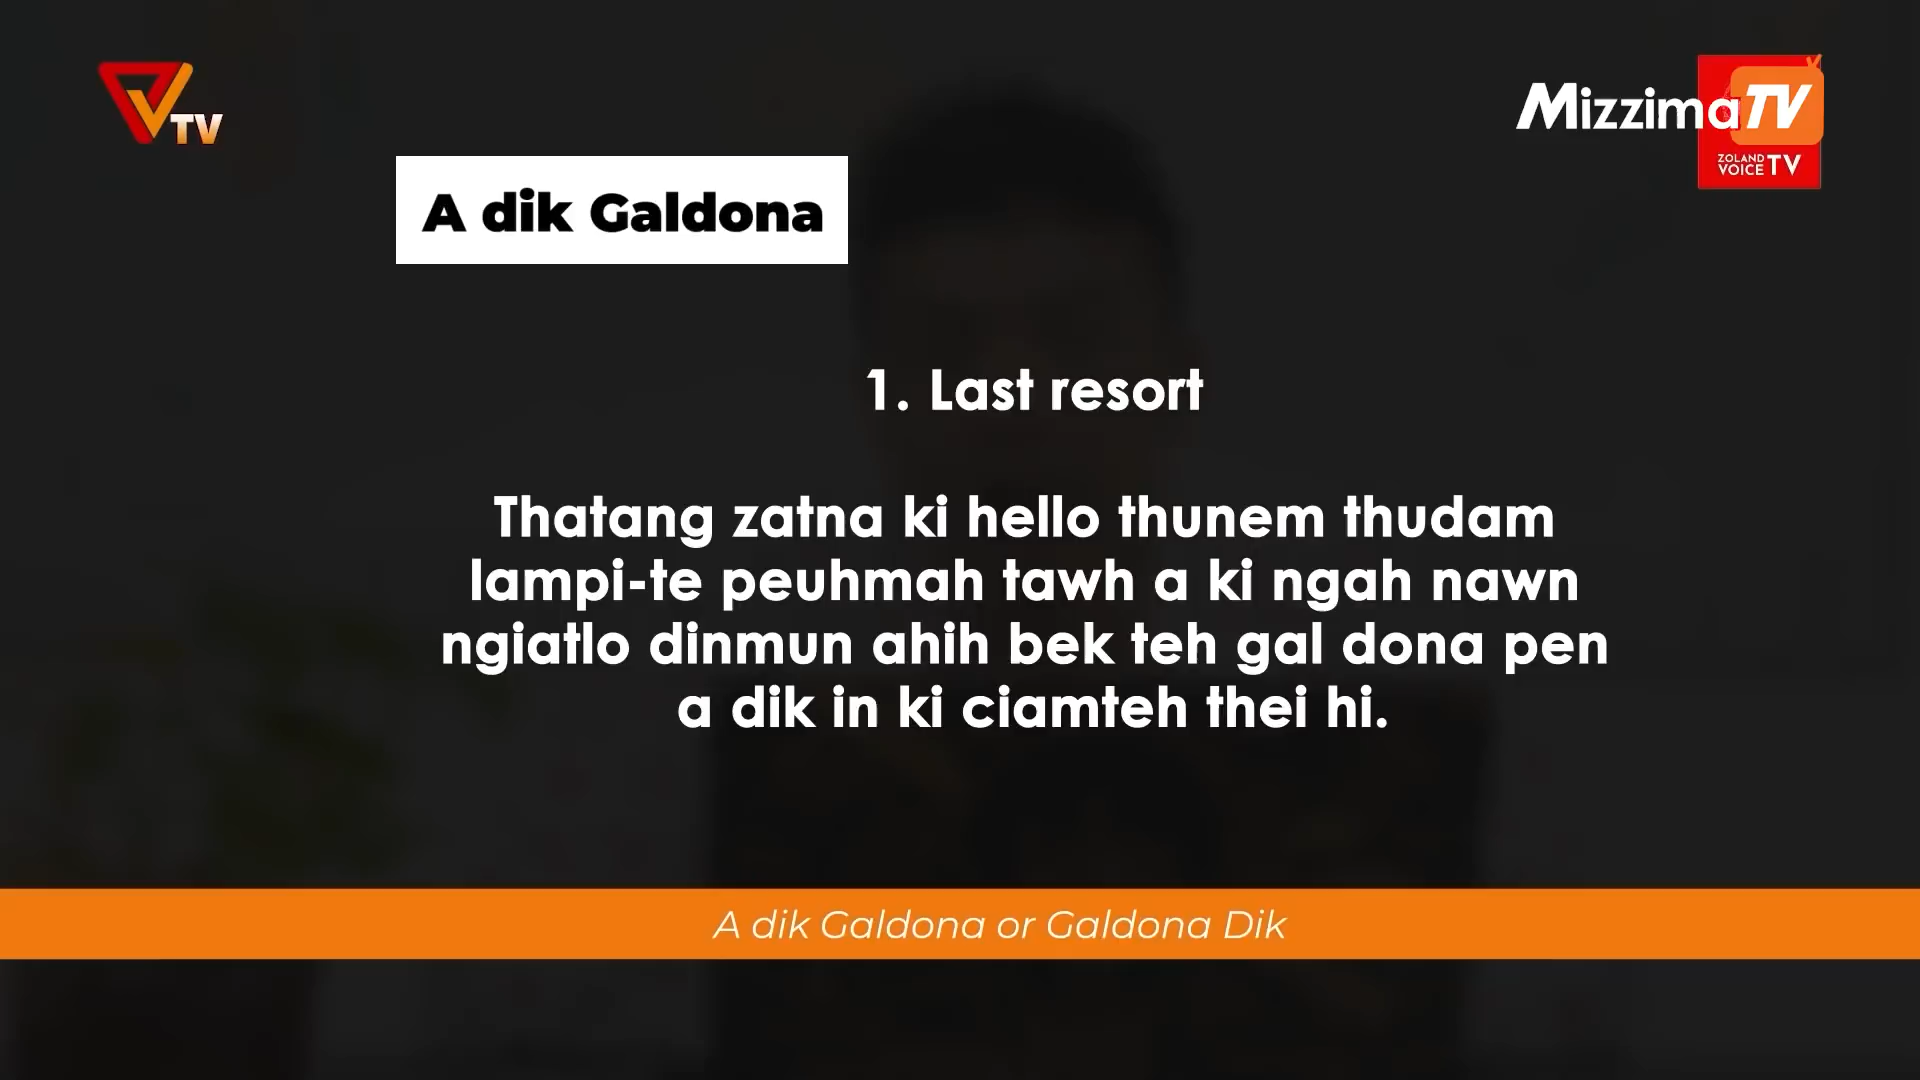 TV
MizzimaTV
ZOLAND
VOICE TV
A dik Galdona
1. Last resort
Thatang zatna ki hello thunem thudam
lampi-te peuhmah tawh a ki ngah nawn
ngiatlo dinmun ahih bek teh gal dona pen
a dik in ki ciamteh thei hi.
A dik Galdona or Galdona Dik